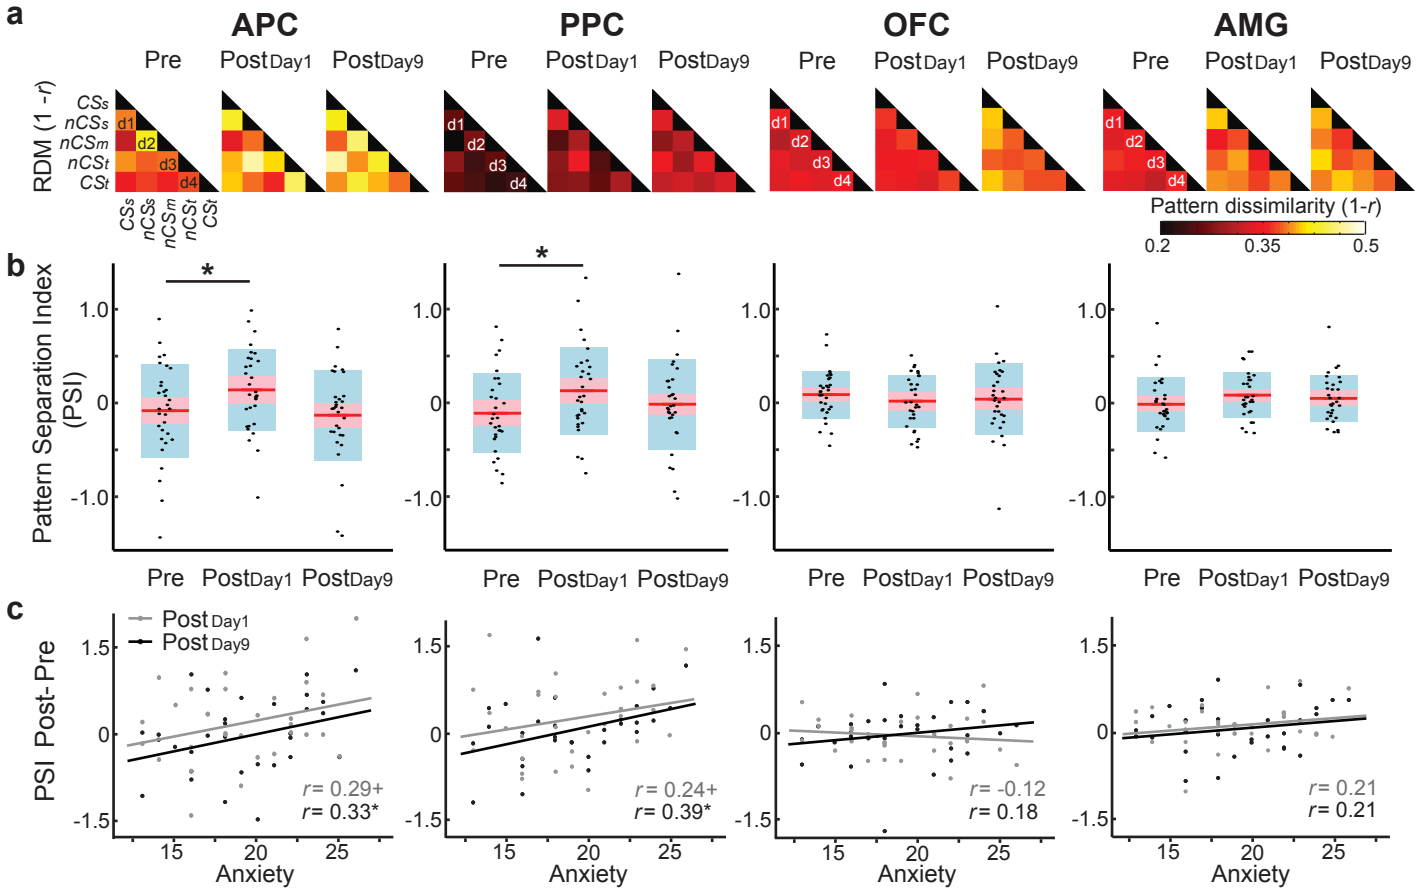 a
APC PPC OFC AMG
Pre PostDay1 PostDay9 Pre PostDay1 PostDay9 Pre PostDay1 PostDay9 Pre PostDay1 PostDay9
RDM (1 -r)
CSs
nCSs d1 d1 d1 d1
nCSm d2 d2 d2 d2
nCSt d3 d3 d3 d3
CSt d4 d4 d4 d4
CSs nCSs nCSm nCSt CSt
Pattern dissimilarity (1-r)
0.2 0.35 0.5
b
Pattern Separation Index
(PSI)
* *
1.0 1.0 1.0 1.0
0 0 0 0
-1.0 -1.0 -1.0 -1.0
Pre PostDay1 PostDay9 Pre PostDay1 PostDay9 Pre PostDay1 PostDay9 Pre PostDay1 PostDay9
c
PSI Post- Pre
Post Day1
Post Day9
1.5 1.5 1.5 1.5
0 0 0 0
-1.5 -1.5 -1.5 -1.5
r= 0.29+ r= 0.24+ r= -0.12 r= 0.21
r= 0.33* r= 0.39* r= 0.18 r= 0.21
15 20 25 15 20 25 15 20 25 15 20 25
Anxiety Anxiety Anxiety Anxiety